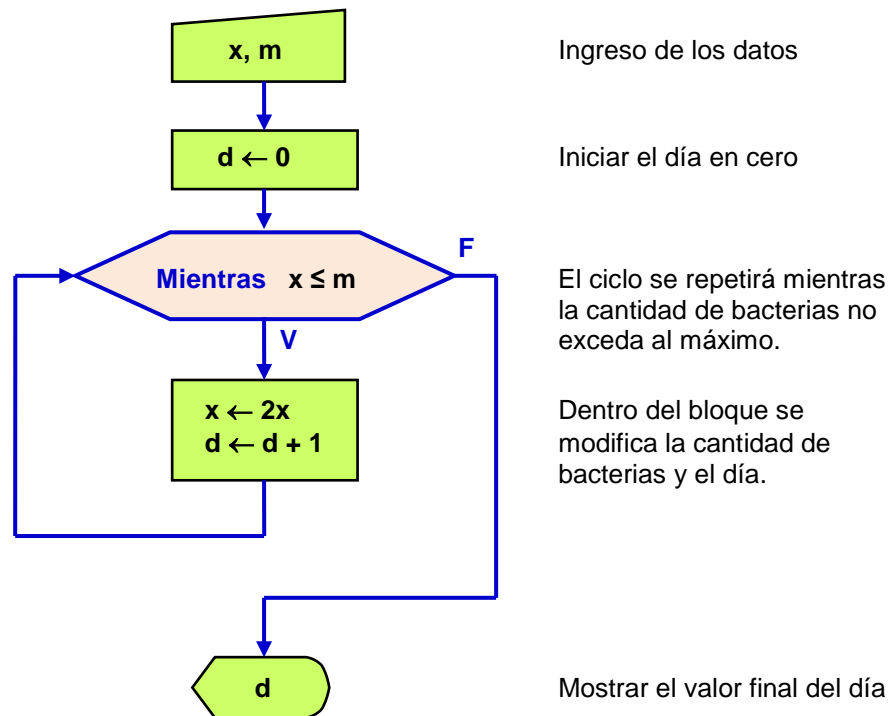 x, m
Ingreso de los datos
d ← 0
Iniciar el día en cero
Mientras x ≤ m
F
El ciclo se repetirá mientras
la cantidad de bacterias no
exceda al máximo.
V
x ← 2x
d ← d + 1
Dentro del bloque se
modifica la cantidad de
bacterias y el día.
d
Mostrar el valor final del día